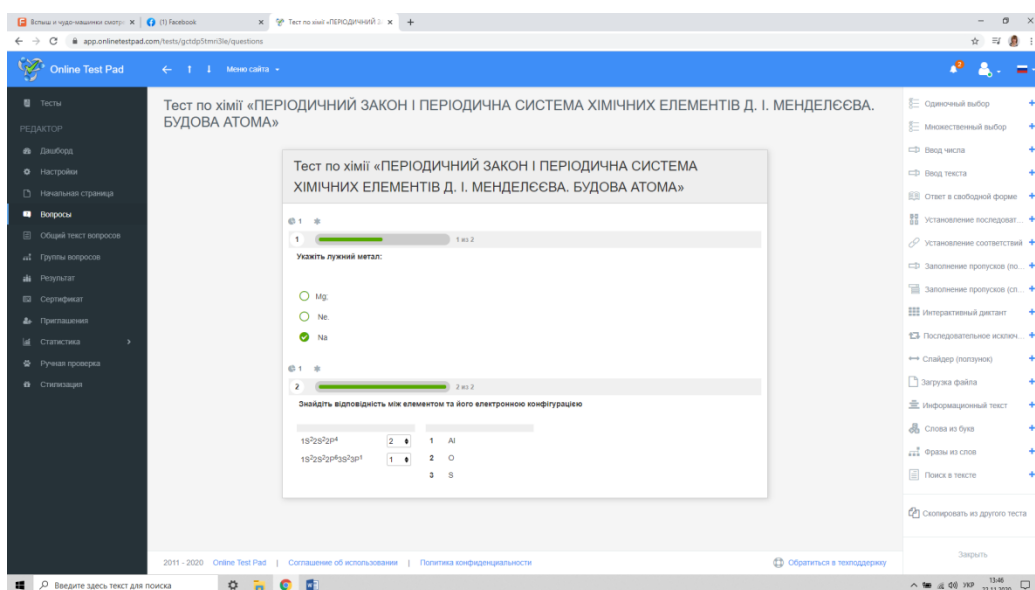 Вспыш и чудо-машинки смотр
(1) Facebook
Тест по хімії «ПЕРІОДИЧНИЙ З
app.onlinetestpad.com/tests/gctdp5tmri3le/questions
Online Test Pad
Меню сайта
2
Тесты
РЕДАКТОР
Дашборд
Настройки
Начальная страница
Вопросы
Общий текст вопросов
Группы вопросов
Результат
Сертификат
Приглашения
Статистика
Ручная проверка
Стилизация
Тест по хімії «ПЕРІОДИЧНИЙ ЗАКОН І ПЕРІОДИЧНА СИСТЕМА ХІМІЧНИХ ЕЛЕМЕНТІВ Д. І. МЕНДЕЛЄЄВА.
БУДОВА АТОМА»
Тест по хімії «ПЕРІОДИЧНИЙ ЗАКОН І ПЕРІОДИЧНА СИСТЕМА
ХІМІЧНИХ ЕЛЕМЕНТІВ Д. І. МЕНДЕЛЄЄВА. БУДОВА АТОМА»
1
1 1 из 2
Укажіть лужний метал:
Mg;
Ne.
Na
1
2 2 из 2
Знайдіть відповідність між елементом та його електронною конфігурацією
1S²2S²2P⁴ 2 1 Al
1S²2S²2P⁶3S²3P¹ 1 2 O
3 S
Одиночный выбор
Множественный выбор
Ввод числа
Ввод текста
Ответ в свободной форме
Установление последоват...
Установление соответствий
Заполнение пропусков (по...
Заполнение пропусков (сп...
Интерактивный диктант
Последовательное исключ...
Слайдер (ползунок)
Загрузка файла
Информационный текст
Слова из букв
Фразы из слов
Поиск в тексте
Скопировать из другого теста
Закрыть
2011 - 2020 Online Test Pad | Соглашение об использовании | Политика конфиденциальности Обратиться в техподдержку
Введите здесь текст для поиска
УКР 13:46
22.11.2020